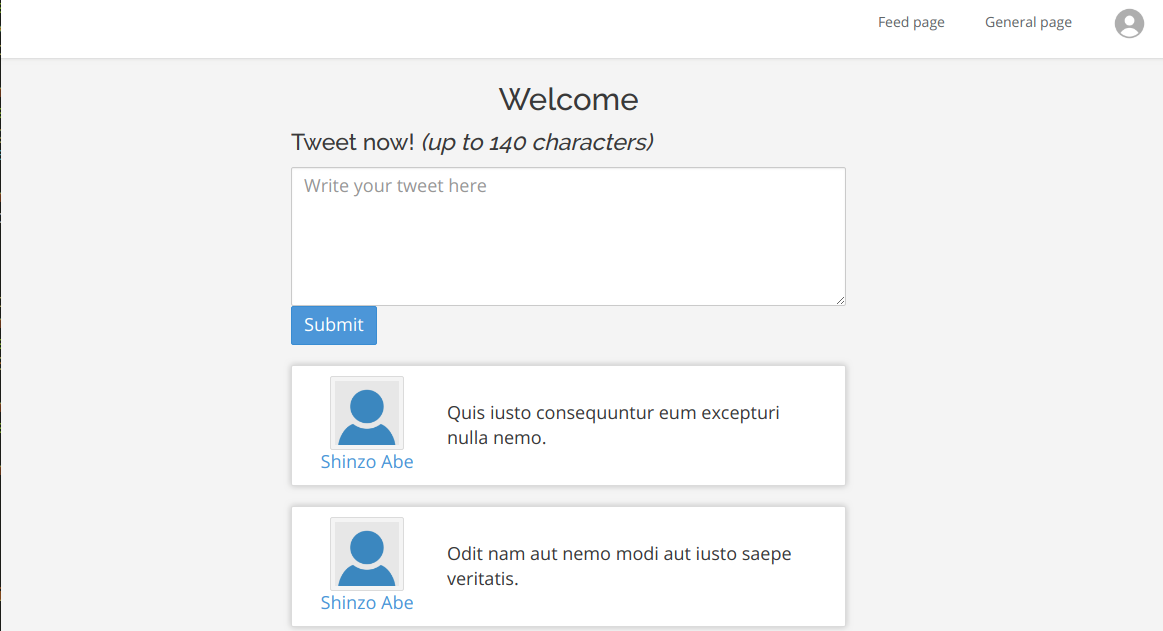 Feed page
General page
Welcome
Tweet now! (up to 140 characters)
Write your tweet here
Submit
Quis iusto consequuntur eum excepturi
nulla nemo.
Shinzo Abe
Odit nam aut nemo modi aut iusto saepe
veritatis.
Shinzo Abe